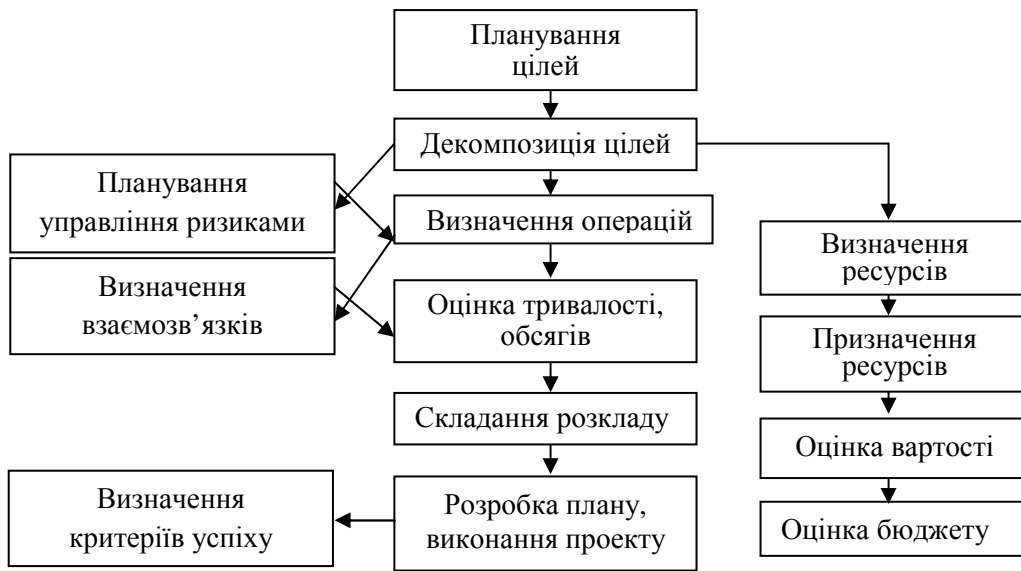 Планування
цілей
Декомпозиція цілей
Планування
управління ризиками
Визначення операцій
Визначення
ресурсів
Визначення
взаємозв’язків
Оцінка тривалості,
обсягів
Призначення
ресурсів
Складання розкладу
Оцінка вартості
Визначення
критеріїв успіху
Розробка плану,
виконання проекту
Оцінка бюджету